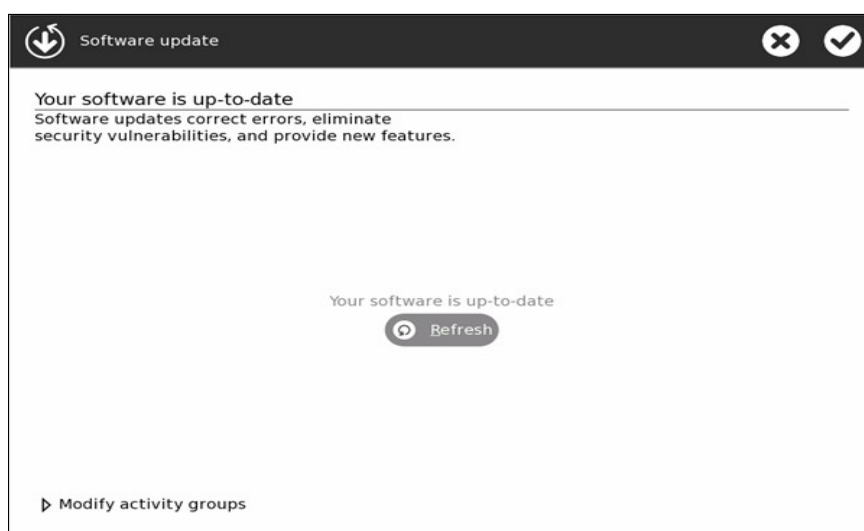 Software update
Your software is up-to-date
Software updates correct errors, eliminate
security vulnerabilities, and provide new features.
Your software is up-to-date
Refresh
Modify activity groups